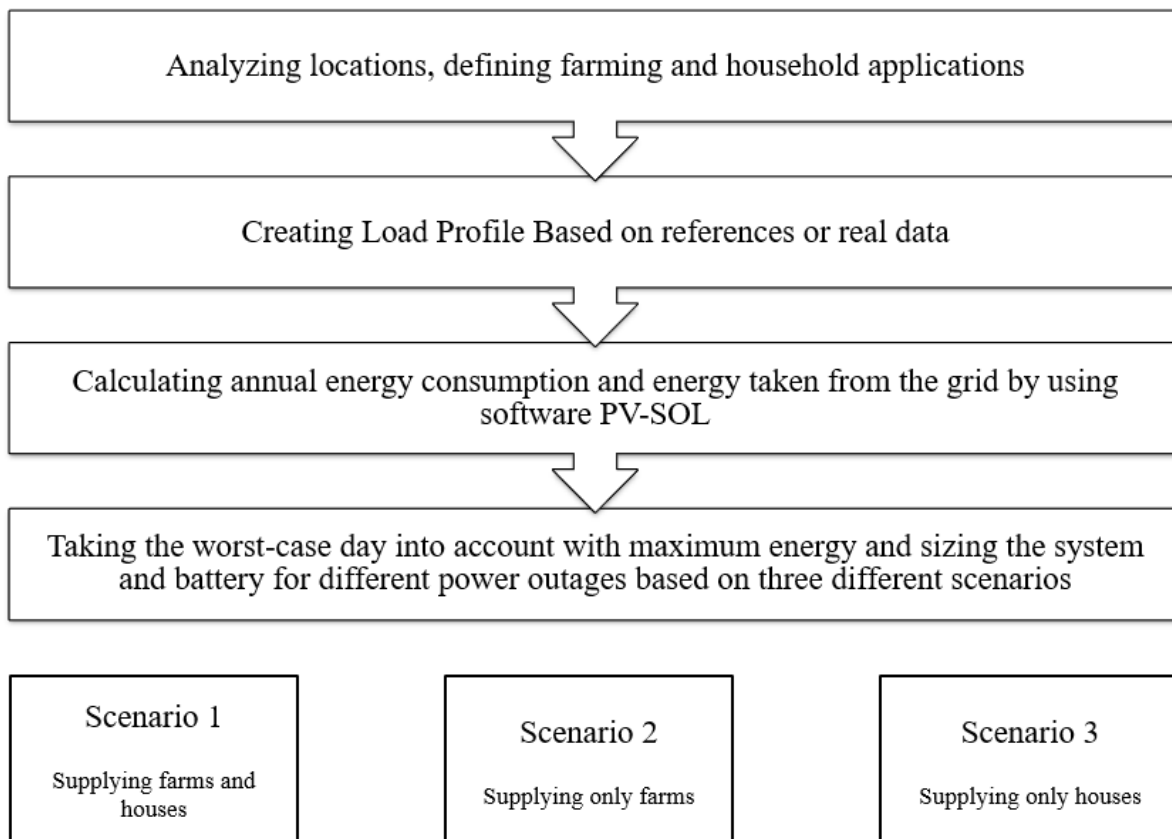 Analyzing locations, defining farming and household applications
Creating Load Profile Based on references or real data
Calculating annual energy consumption and energy taken from the grid by using
software PV-SOL
Taking the worst-case day into account with maximum energy and sizing the system
and battery for different power outages based on three different scenarios
Scenario 1
Supplying farms and
houses
Scenario 2
Supplying only farms
Scenario 3
Supplying only houses